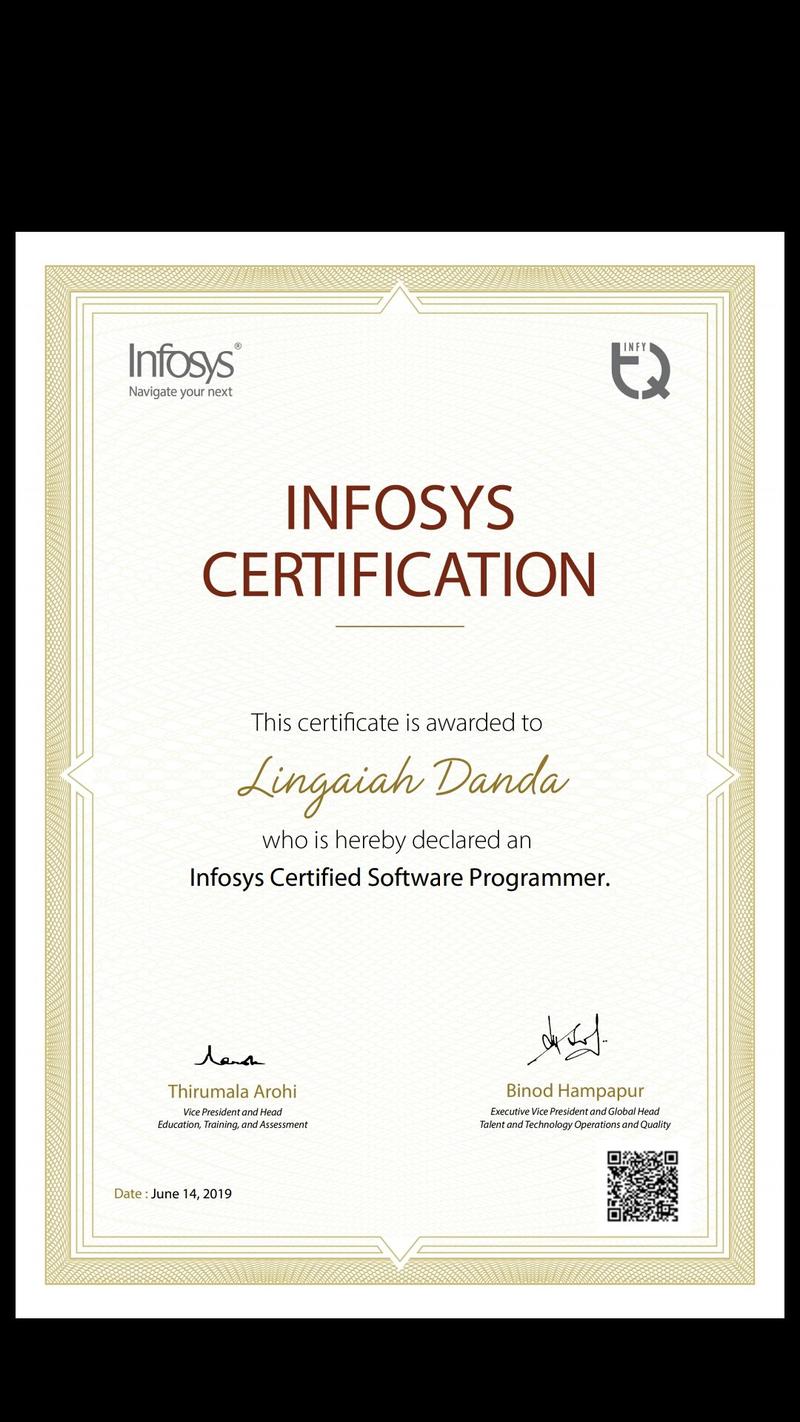 Infosys®
Navigate your next
INFY
TQ
INFOSYS
CERTIFICATION
This certificate is awarded to
Lingaiah Danda
who is hereby declared an
Infosys Certified Software Programmer.
Thirumala Arohi
Vice President and Head
Education, Training, and Assessment
Binod Hampapur
Executive Vice President and Global Head
Talent and Technology Operations and Quality
Date : June 14, 2019